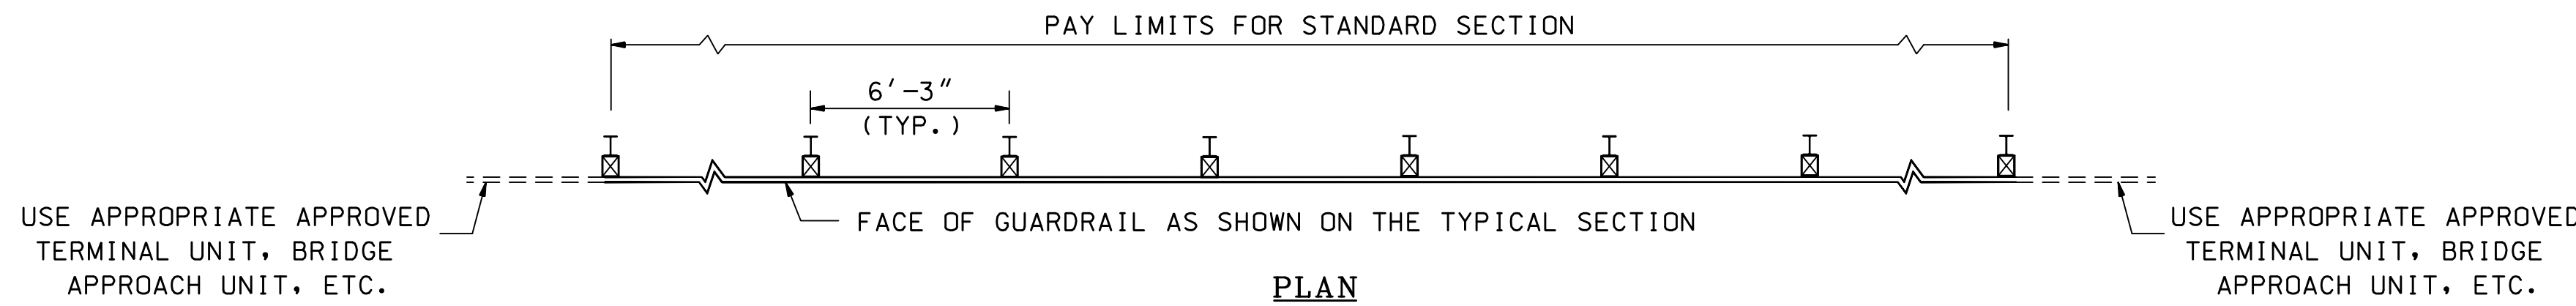 PAY LIMITS FOR STANDARD SECTION
6'-3"
(TYP.)
USE APPROPRIATE APPROVED
TERMINAL UNIT, BRIDGE
APPROACH UNIT, ETC.
FACE OF GUARDRAIL AS SHOWN ON THE TYPICAL SECTION
USE APPROPRIATE APPROVED
TERMINAL UNIT, BRIDGE
APPROACH UNIT, ETC.
PLAN